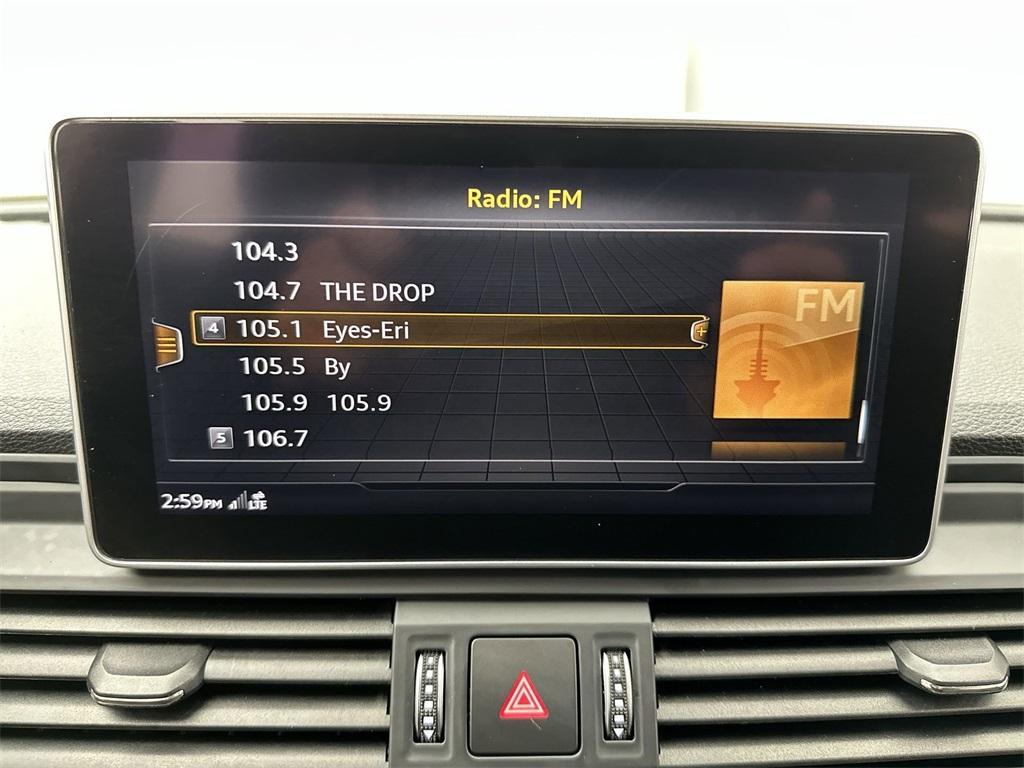 Radio: FM
104.3
104.7 THE DROP
4 105.1 Eyes-Eri
105.5 By
105.9 105.9
5 106.7
FM
2:59PM LTE